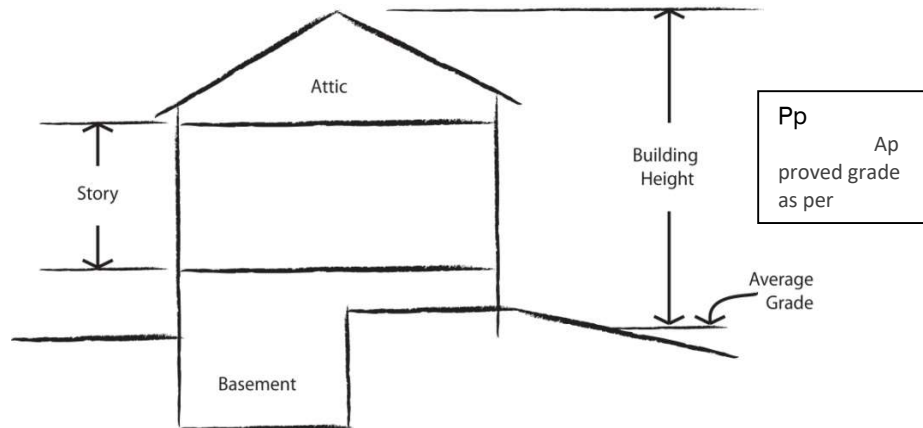 Attic
Story
Building
Height
Pp
Ap
proved grade
as per
Average
Grade
Basement